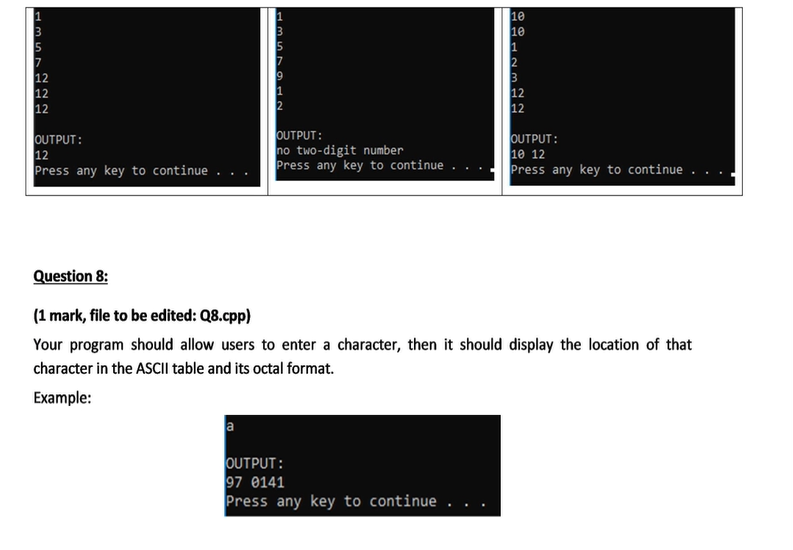 1
3
5
7
12
12
12
OUTPUT:
12
Press any key to continue . . .
1
3
5
7
9
1
2
OUTPUT:
no two-digit number
Press any key to continue . . .
10
10
1
2
3
12
12
OUTPUT:
10 12
Press any key to continue . . .
Question 8:
(1 mark, file to be edited: Q8.cpp)
Your program should allow users to enter a character, then it should display the location of that
character in the ASCII table and its octal format.
Example:
a
OUTPUT:
97 0141
Press any key to continue . . .